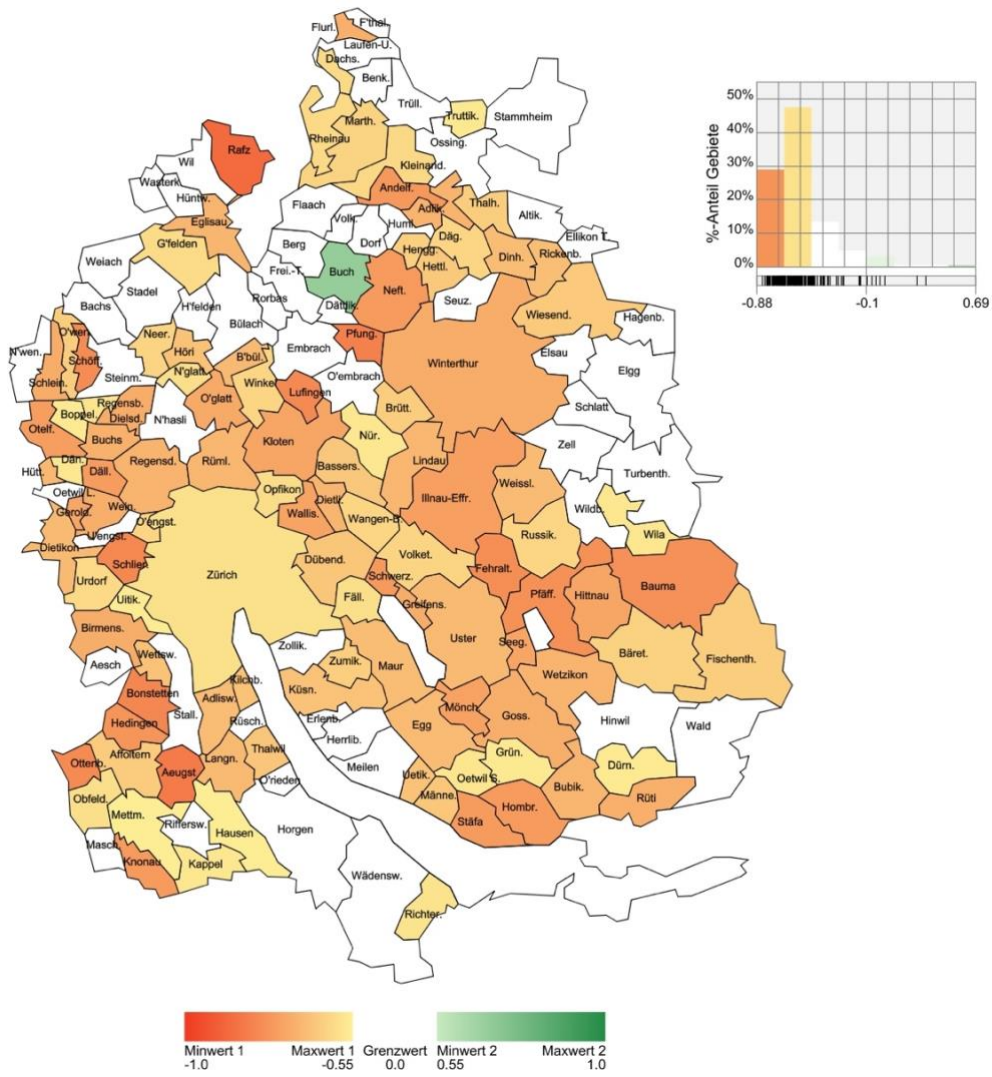 Flurl. F'thal.
Laufen-U.
Dachs.
Benk.
Trüll.
Truttik. Stammheim
Marth.
Rheinau
Ossing.
Rafz
Kleinand.
Wil
Wasterk.
Hüntw.
Andelf.
Flaach
Adlik. Thalh.
Altik.
Volk.
Huml.
Eglisau
Ellikon T.
G'felden
Berg
Dorf
Däg.
Hengg.
Rickenb.
Dinh.
Weiach
Frei.-T.
Buch
Hettl.
Neft.
Stadel
Rorbas
Seuz.
Bachs
H'felden
Dättlik.
Wiesend.
Hagenb.
Bülach
O'wen.
Neer.
Pfung.
N'wen.
Höri
B'bül.
Embrach
Elsau
Schöff.
Winterthur
Elgg
Steinm.
N'glatt.
Schlein.
Winkel
O'embrach
Lufingen
Regensb.
O'glatt
Brütt.
Schlatt
Boppel.
Dielsd.
N'hasli
Otelf.
Nür.
Buchs
Kloten
Zell
Dän.
Regensd.
Rüml.
Lindau
Hütt.
Däll.
Bassers.
Turbenth.
Oetwil L.
Opfikon
Weissl.
Wein.
Dietl.
Illnau-Effr.
Gerold.
Wallis.
Wildb.
O'engst.
Wangen-B.
U'engst.
Russik.
Wila
Dietikon
Volket.
Schlien.
Dübend.
Fehralt.
Urdorf
Zürich
Schwerz.
Bauma
Uitik.
Fäll.
Greifens.
Pfäff.
Hittnau
Birmens.
Uster
Seeg.
Zollik.
Wettsw.
Bäret.
Fischenth.
Aesch
Zumik.
Maur
Wetzikon
Kilchb.
Bonstetten
Küsn.
Adlisw.
Mönch.
Stall.
Goss.
Hedingen
Rüsch.
Erlenb.
Egg
Hinwil
Wald
Herrlib.
Affoltern
Langn.
Thalwil
Grün.
Ottenb.
Meilen
Dürn.
Aeugst
O'rieden
Uetik.
Oetwil S.
Bubik.
Obfeld.
Männe.
Rüti
Mettm.
Hombr.
Riffersw.
Stäfa
Hausen
Horgen
Masch.
Knonau
Kappel
Wädensw.
Richter.
%-Anteil Gebiete
50%
40%
30%
20%
10%
0%
-0.88 -0.1 0.69
Minwert 1 Maxwert 1 Grenzwert Minwert 2 Maxwert 2
-1.0 -0.55 0.0 0.55 1.0